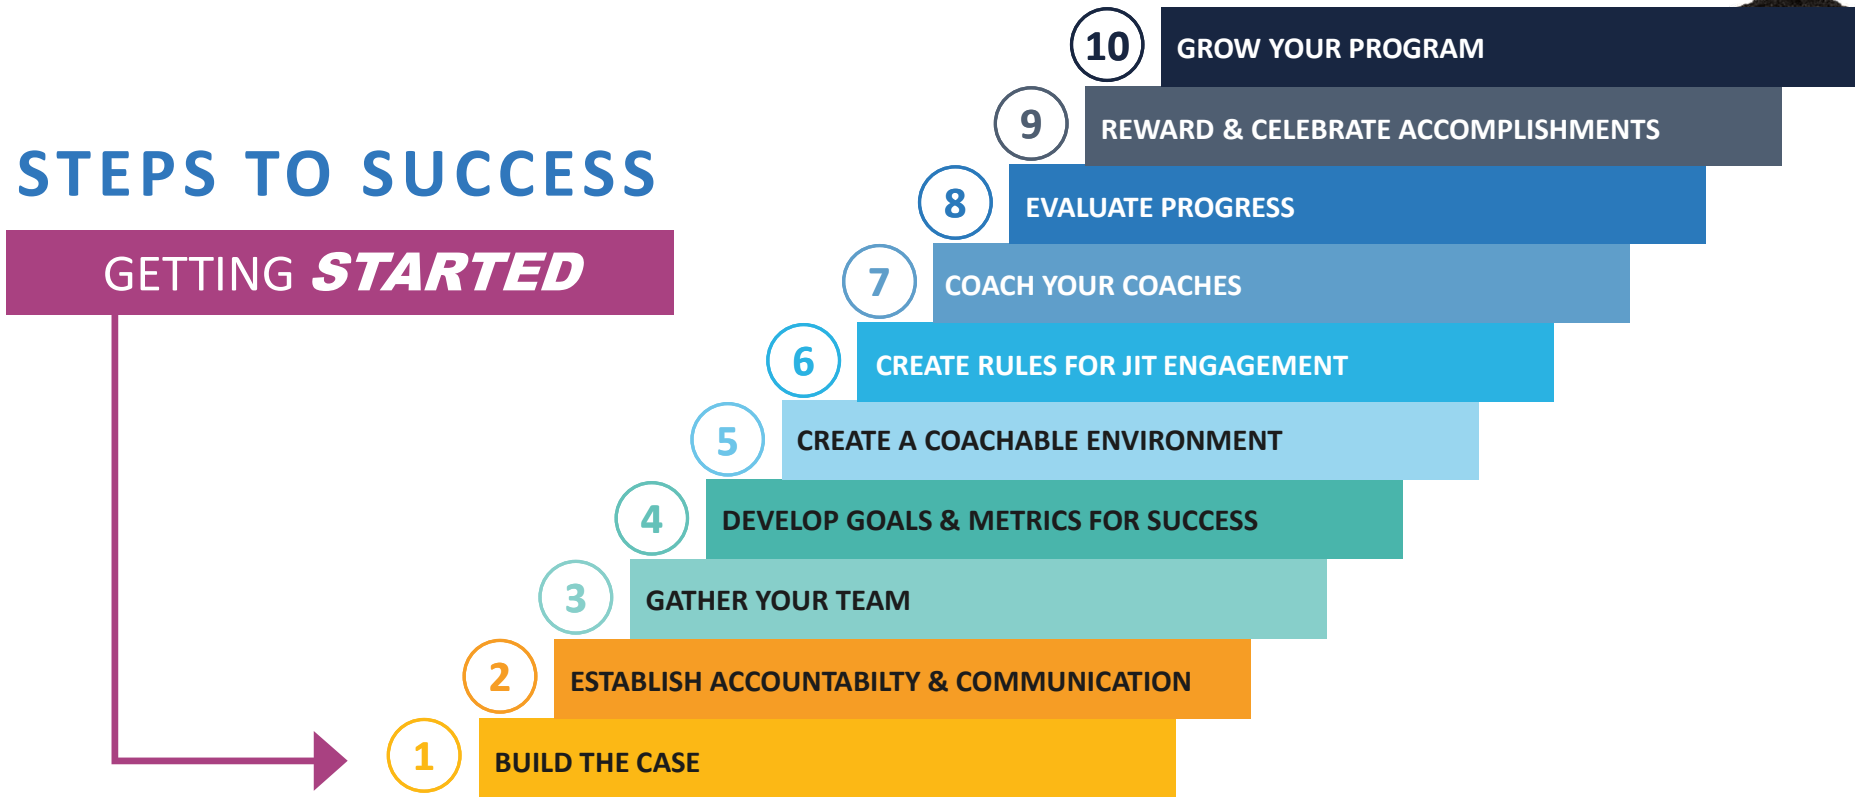 STEPS TO SUCCESS
GETTING STARTED
10 GROW YOUR PROGRAM
9 REWARD & CELEBRATE ACCOMPLISHMENTS
8 EVALUATE PROGRESS
7 COACH YOUR COACHES
6 CREATE RULES FOR JIT ENGAGEMENT
5 CREATE A COACHABLE ENVIRONMENT
4 DEVELOP GOALS & METRICS FOR SUCCESS
3 GATHER YOUR TEAM
2 ESTABLISH ACCOUNTABILTY & COMMUNICATION
1 BUILD THE CASE